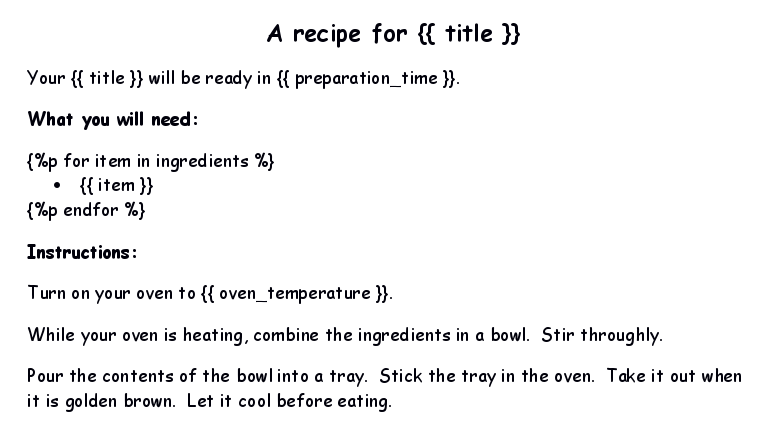 A recipe for {{ title }}
Your {{ title }} will be ready in {{ preparation_time }}.
What you will need:
{%p for item in ingredients %}
• {{ item }}
{%p endfor %}
Instructions:
Turn on your oven to {{ oven_temperature }}.
While your oven is heating, combine the ingredients in a bowl.  Stir throughly.
Pour the contents of the bowl into a tray.  Stick the tray in the oven.  Take it out when
it is golden brown.  Let it cool before eating.